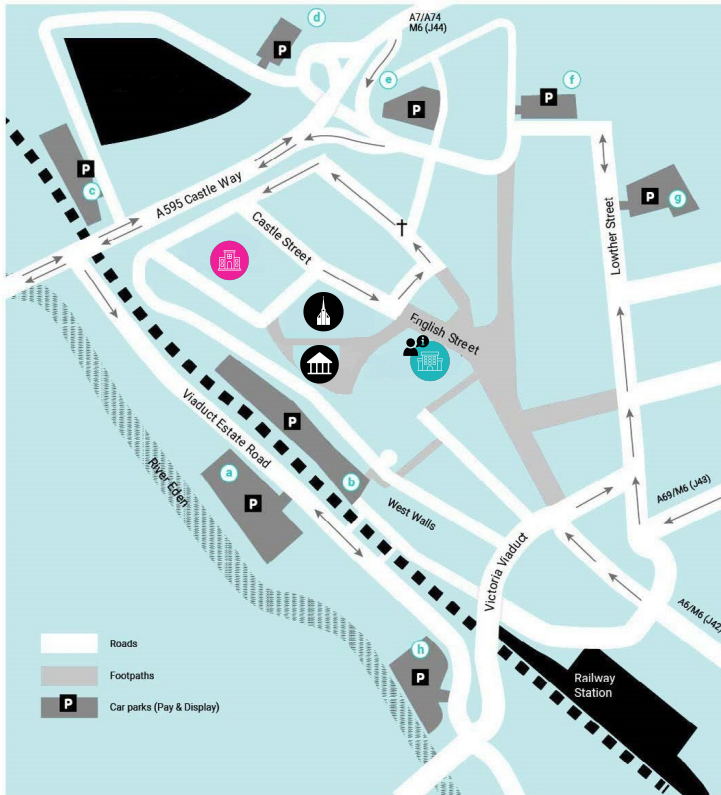 d
A7/A74
M6 (J44)
P
e
P
f
P
P
c
A595 Castle Way
P
g
Lowther Street
Castle Street
English Street
i
Viaduct Estate Road
P
a
River Eden
P
b
West Walls
A69/M6 (J43)
Victoria Viaduct
A6/M6 (J42)
h
P
Railway
Station
Roads
Footpaths
P
Car parks (Pay & Display)